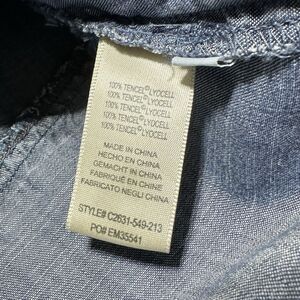 100% TENCEL®LYOCELL
100% TENCEL®LYOCELL
100% TENCEL®LYOCELL
100% TENCEL®LYOCELL
100% TENCEL®LYOCELL
MADE IN CHINA
HECHO EN CHINA
GEMACHT IN CHINA
FABRIQUÉ EN CHINE
FABRICATO NEGLI CHINA
STYLE# C2631-549-213
PO# EM35541